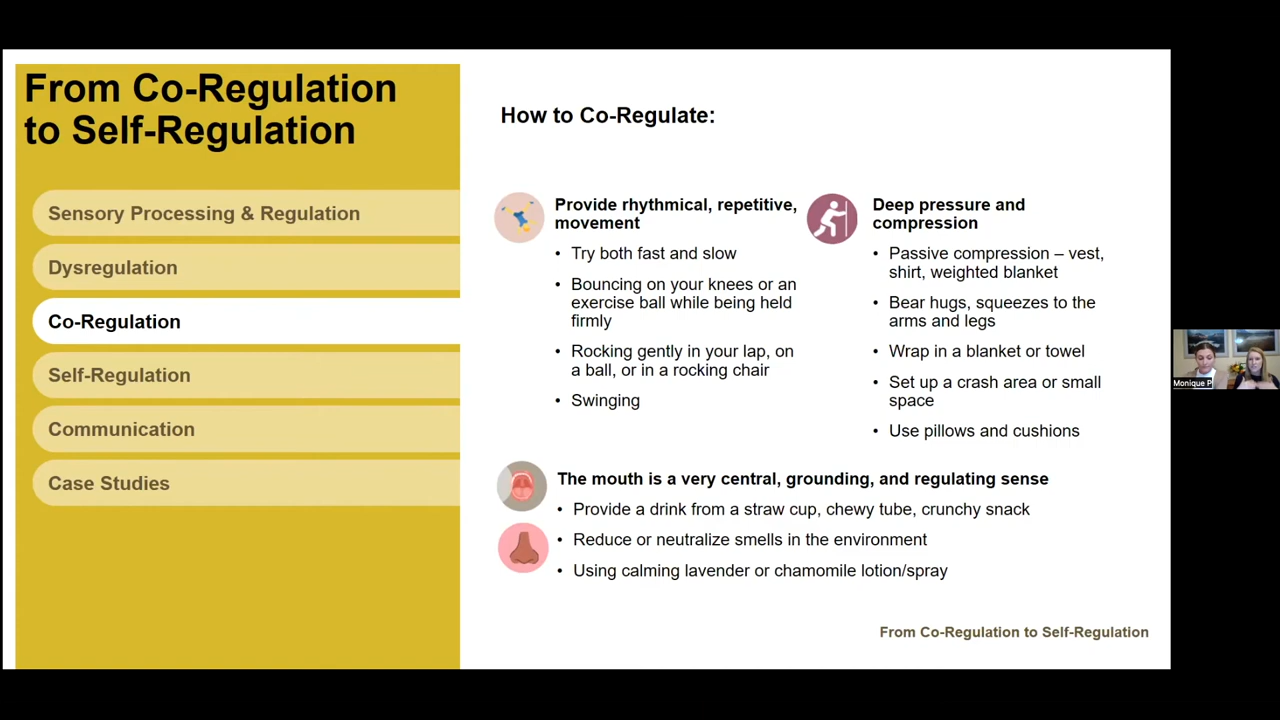 From Co-Regulation
to Self-Regulation
Sensory Processing & Regulation
Dysregulation
Co-Regulation
Self-Regulation
Communication
Case Studies
How to Co-Regulate:
Provide rhythmical, repetitive,
movement
• Try both fast and slow
• Bouncing on your knees or an
exercise ball while being held
firmly
• Rocking gently in your lap, on
a ball, or in a rocking chair
• Swinging
Deep pressure and
compression
• Passive compression – vest,
shirt, weighted blanket
• Bear hugs, squeezes to the
arms and legs
• Wrap in a blanket or towel
• Set up a crash area or small
space
• Use pillows and cushions
The mouth is a very central, grounding, and regulating sense
• Provide a drink from a straw cup, chewy tube, crunchy snack
• Reduce or neutralize smells in the environment
• Using calming lavender or chamomile lotion/spray
From Co-Regulation to Self-Regulation
Monique P